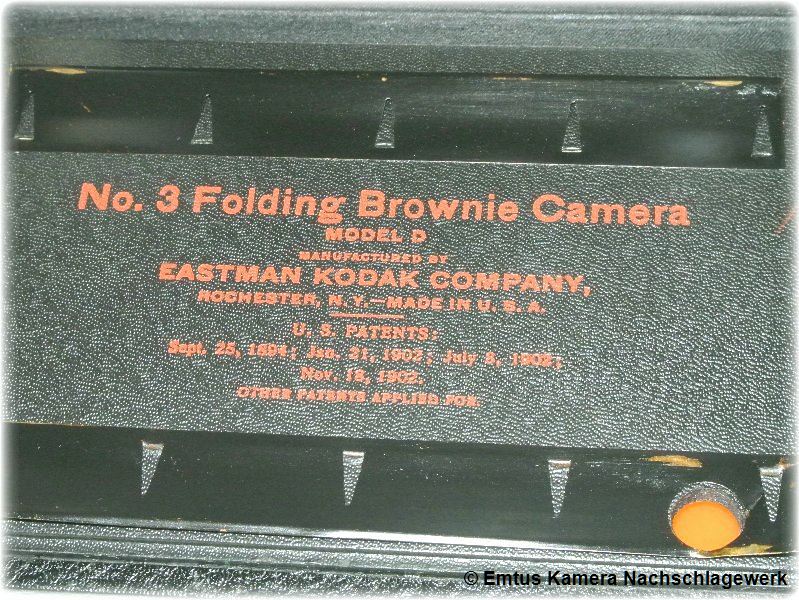 No. 3 Folding Brownie Camera
MODEL D
MANUFACTURED BY
EASTMAN KODAK COMPANY,
ROCHESTER, N. Y.—MADE IN U. S. A.
U. S. PATENTS:
Sept. 25, 1894; Jan. 21, 1902; July 8, 1902;
Nov. 18, 1902.
OTHER PATENTS APPLIED FOR
© Emtus Kamera Nachschlagewerk